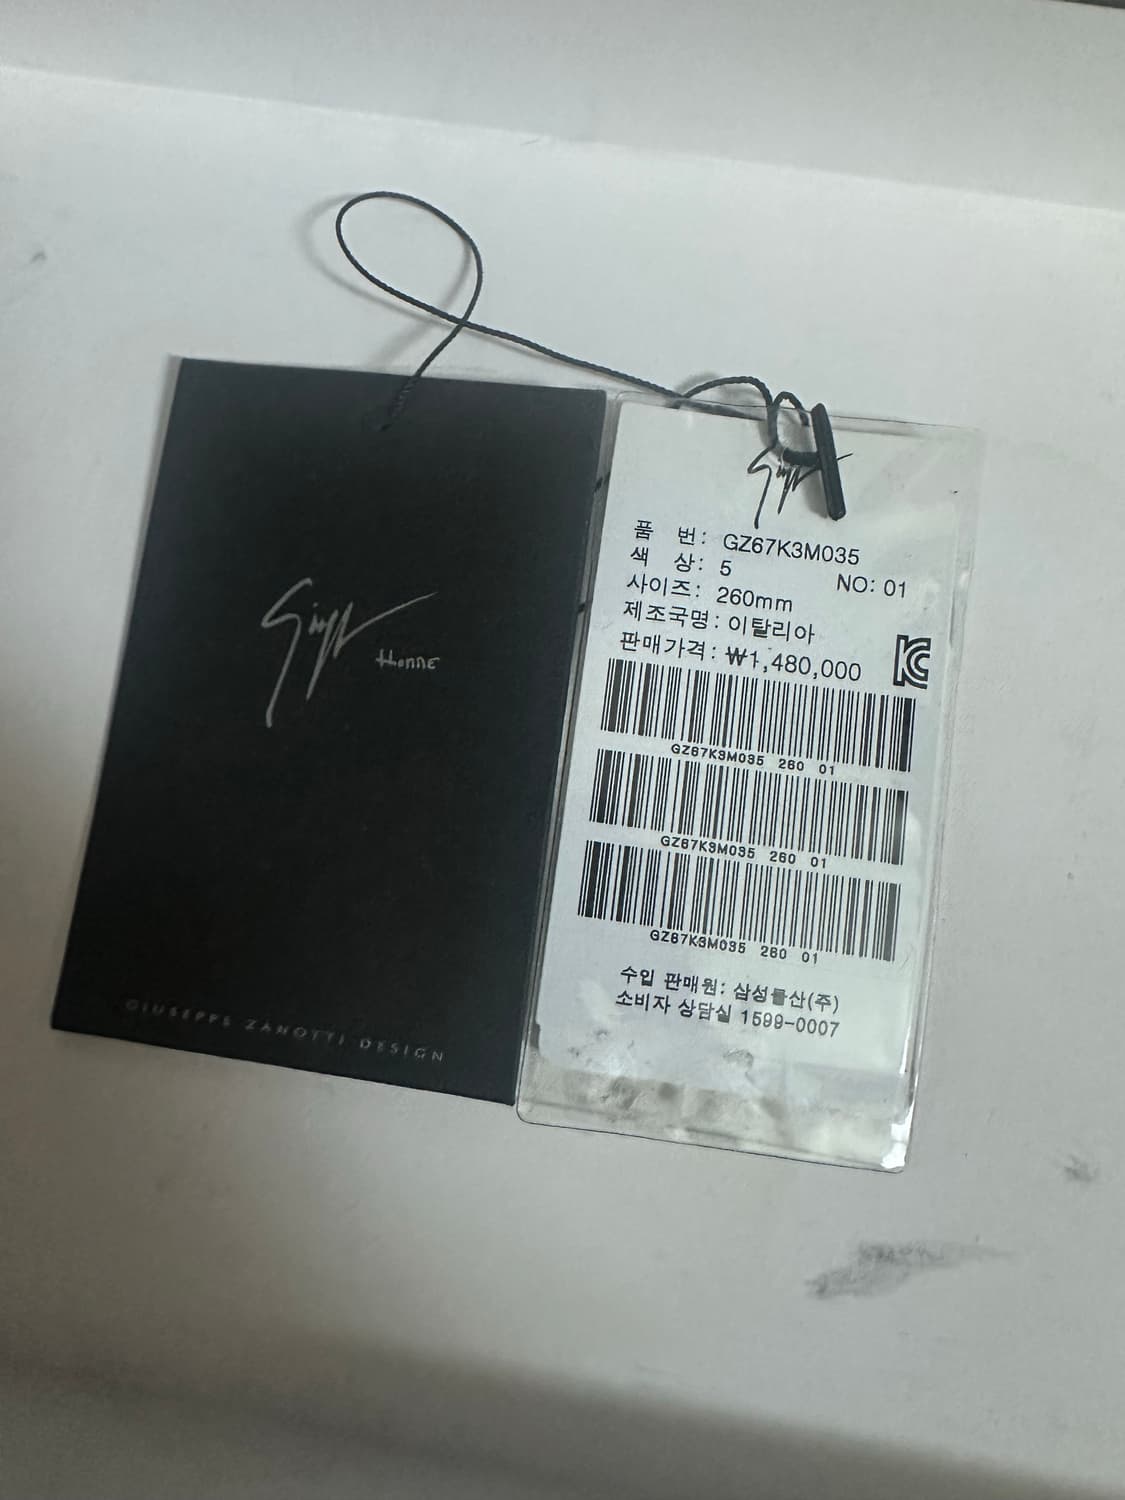 Homme
GIUSEPPE ZANOTTI DESIGN
품 번: GZ67K3M035
색 상: 5 NO: 01
사이즈: 260mm
제조국명: 이탈리아
판매가격: ₩1,480,000
GZ67K3M035 260 01
GZ67K3M035 260 01
GZ67K3M035 260 01
수입 판매원: 삼성물산(주)
소비자 상담실 1599-0007